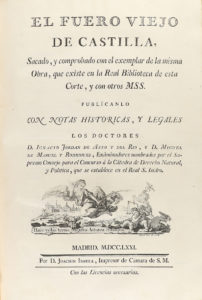 EL FUERO VIEJO
DE CASTILLA,
Sacado, y comprobado con el exemplar de la misma
Obra, que existe en la Real Biblioteca de esta
Corte, y con otros MSS.
PUBLICANLO
CON NOTAS HISTORICAS, Y LEGALES
LOS DOCTORES
D. IGNACIO JORDAN DE ASSO Y DEL RIO, Y D. MIGUEL
DE MANUEL Y RODRIGUEZ, Endemináores nombrados por el Su-
premo Consejo para el Concurso à la Cátedra de Derecho Natural,
y Político, que se establece en el Real S. Isidro.
MADRID. MDCC.LXXI.
Por D. JOACHIN IBARRA, Impresor de Cámara de S. M.
Con las Licencias necesarias.